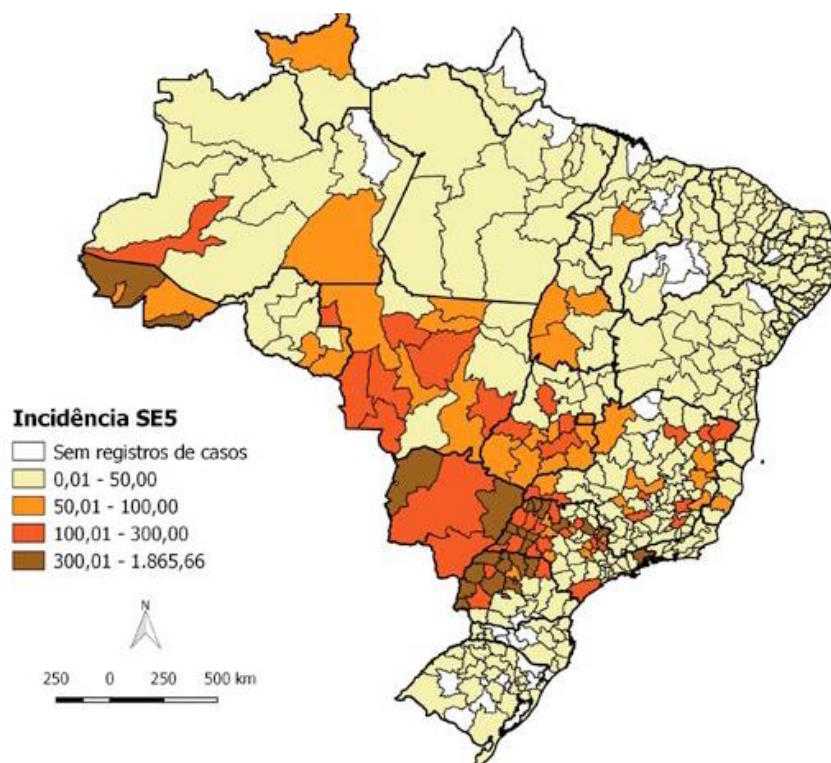 Incidência SE5
Sem registros de casos
0,01 - 50,00
50,01 - 100,00
100,01 - 300,00
300,01 - 1.865,66
N
250 0 250 500 km